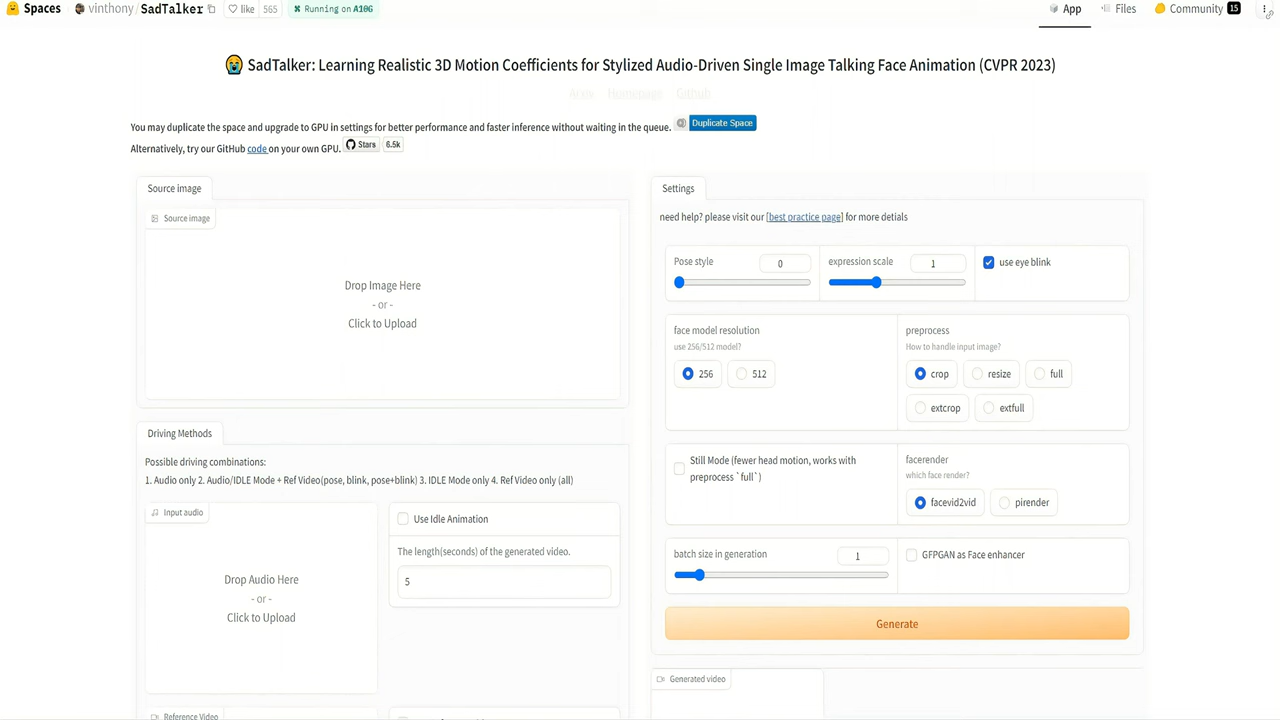 Spaces vinthony/SadTalker like 565 Running on A10G App Files Community 15
SadTalker: Learning Realistic 3D Motion Coefficients for Stylized Audio-Driven Single Image Talking Face Animation (CVPR 2023)
Arxiv Homepage Github
You may duplicate the space and upgrade to GPU in settings for better performance and faster inference without waiting in the queue. Duplicate Space
Alternatively, try our GitHub code on your own GPU. Stars 6.5k
Source image
Source image
Drop Image Here
- or -
Click to Upload
Driving Methods
Possible driving combinations:
1. Audio only 2. Audio/IDLE Mode + Ref Video(pose, blink, pose+blink) 3. IDLE Mode only 4. Ref Video only (all)
Input audio
Drop Audio Here
- or -
Click to Upload
Use Idle Animation
The length(seconds) of the generated video.
5
Reference Video
Settings
need help? please visit our [best practice page] for more detials
Pose style 0 expression scale 1 use eye blink
face model resolution
use 256/512 model?
256 512
preprocess
How to handle input image?
crop resize full
extcrop extfull
Still Mode (fewer head motion, works with
preprocess `full`)
facerender
which face render?
facevid2vid pirender
batch size in generation 1 GFPGAN as Face enhancer
Generate
Generated video